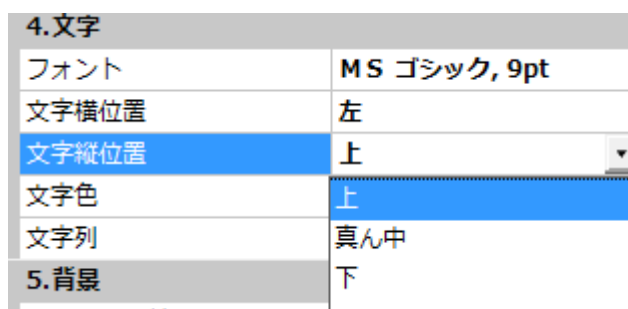 4.文字
フォント ＭＳ ゴシック, 9pt
文字横位置 左
文字縦位置 上
文字色 上
文字列 真ん中
5.背景 下